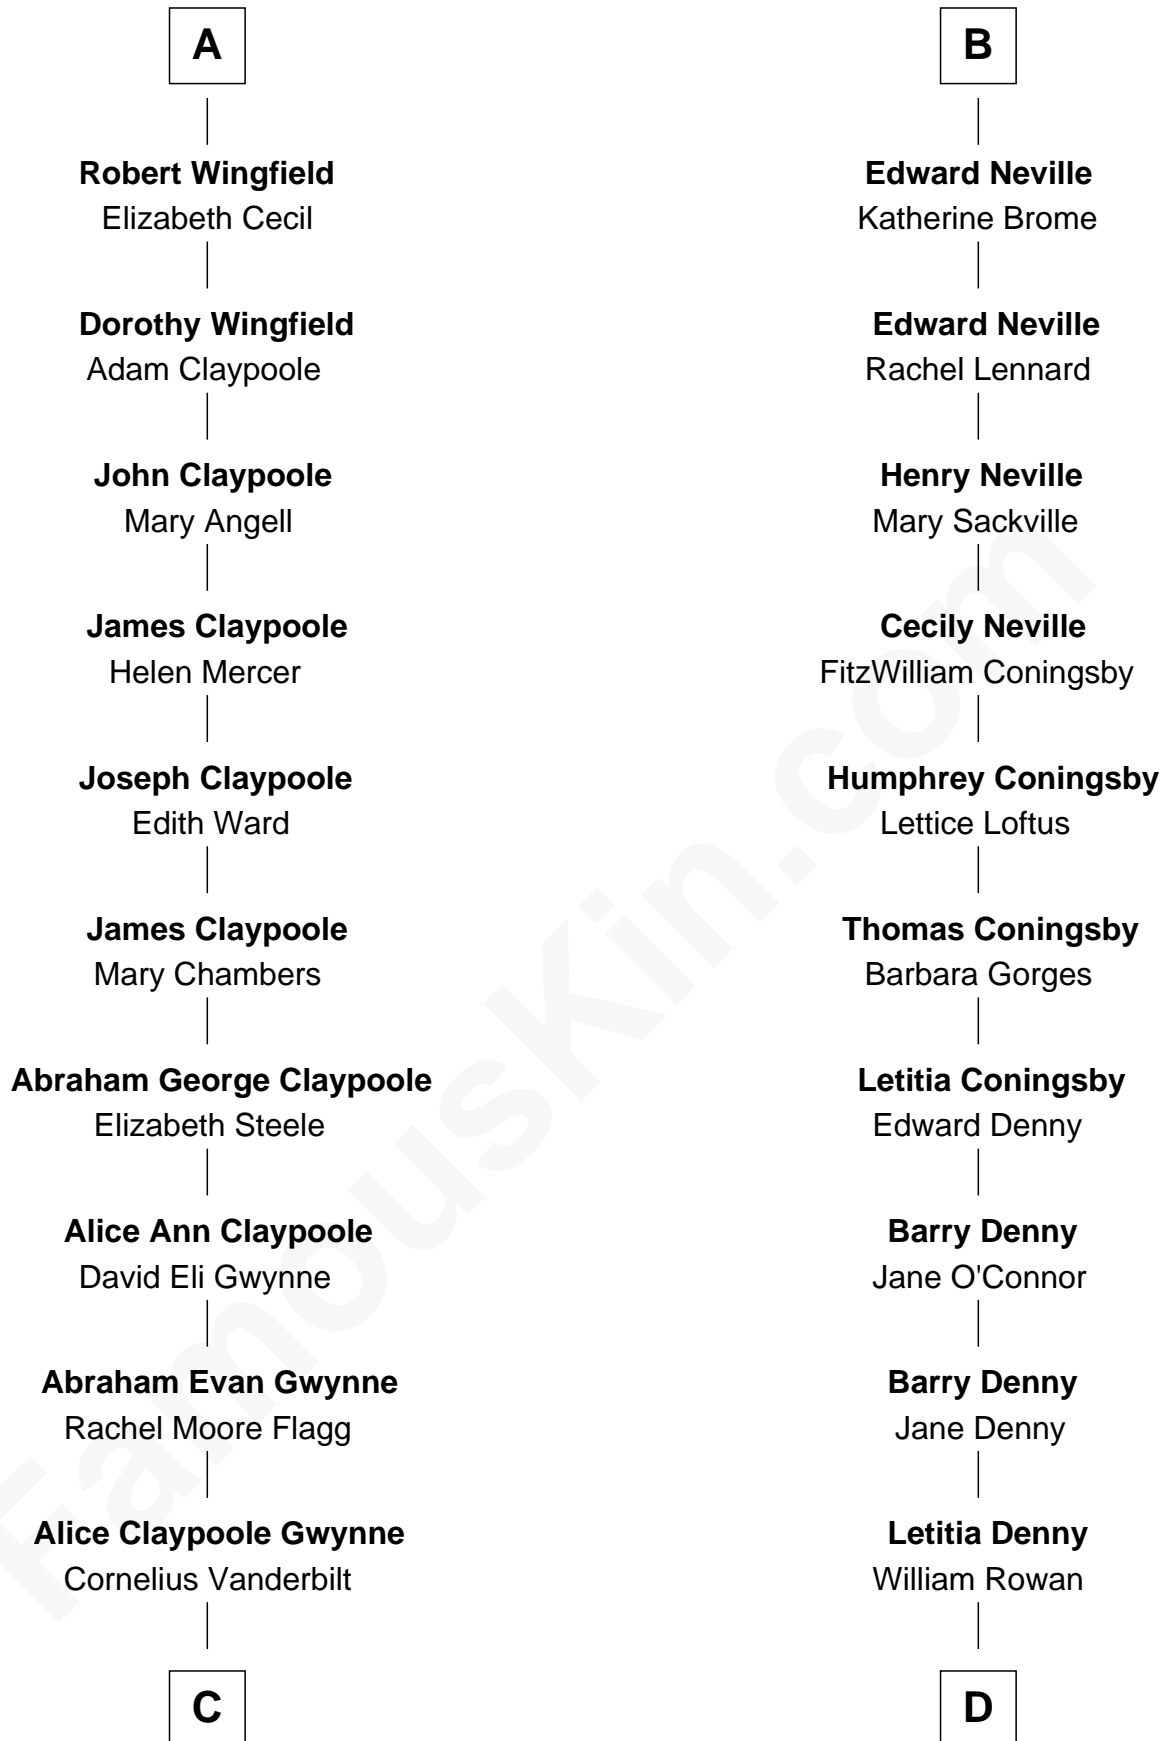 A
Robert Wingfield
Elizabeth Cecil
Dorothy Wingfield
Adam Claypoole
John Claypoole
Mary Angell
James Claypoole
Helen Mercer
Joseph Claypoole
Edith Ward
James Claypoole
Mary Chambers
Abraham George Claypoole
Elizabeth Steele
Alice Ann Claypoole
David Eli Gwynne
Abraham Evan Gwynne
Rachel Moore Flagg
Alice Claypoole Gwynne
Cornelius Vanderbilt
C
B
Edward Neville
Katherine Brome
Edward Neville
Rachel Lennard
Henry Neville
Mary Sackville
Cecily Neville
FitzWilliam Coningsby
Humphrey Coningsby
Lettice Loftus
Thomas Coningsby
Barbara Gorges
Letitia Coningsby
Edward Denny
Barry Denny
Jane O'Connor
Barry Denny
Jane Denny
Letitia Denny
William Rowan
D
FamousKin.com